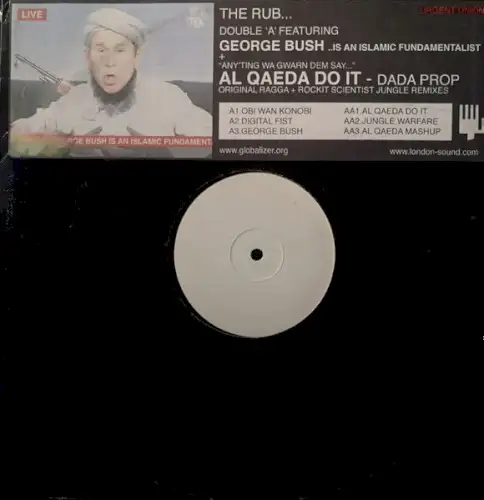 LIVE
GEORGE BUSH IS AN ISLAMIC FUNDAMENT
THE RUB...
URGENT UNION
DOUBLE 'A' FEATURING
GEORGE BUSH ..IS AN ISLAMIC FUNDAMENTALIST
+
"ANY'TING WA GWARN DEM SAY..."
AL QAEDA DO IT - DADA PROP
ORIGINAL RAGGA + ROCKIT SCIENTIST JUNGLE REMIXES
A1.OBI WAN KONOBI
A2.DIGITAL FIST
A3.GEORGE BUSH
AA1 AL QAEDA DO IT
AA2.JUNGLE WARFARE
AA3 AL QAEDA MASHUP
www.globalizer.org
www.london-sound.com